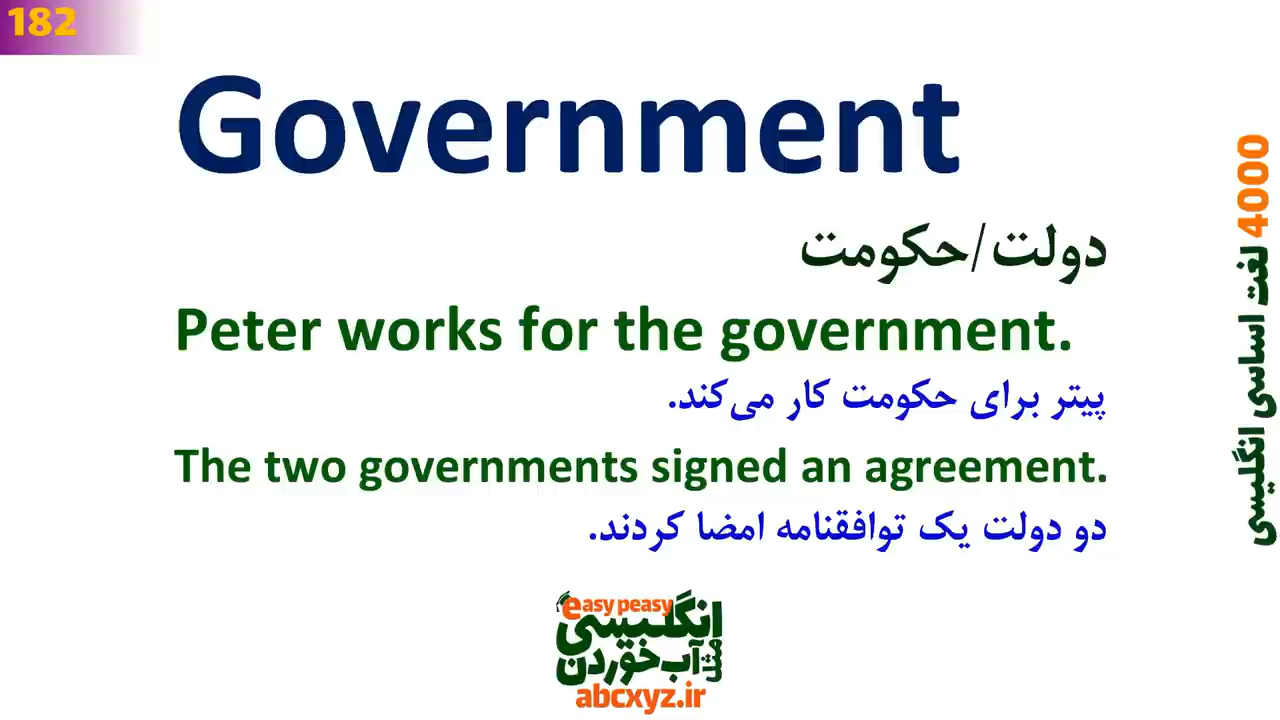 182
Government
دولت/حکومت
Peter works for the government.
پیتر برای حکومت کار می‌کند.
The two governments signed an agreement.
دو دولت یک توافقنامه امضا کردند.
4000 لغت اساسی انگلیسی
easy peasy
انگلیسی
مثل آب خوردن
abcxyz.ir